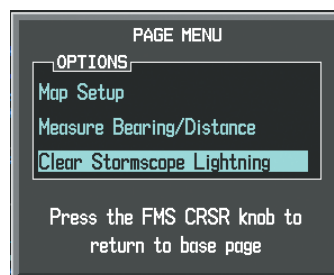 PAGE MENU
OPTIONS
Map Setup
Measure Bearing/Distance
Clear Stormscope Lightning
Press the FMS CRSR knob to
return to base page